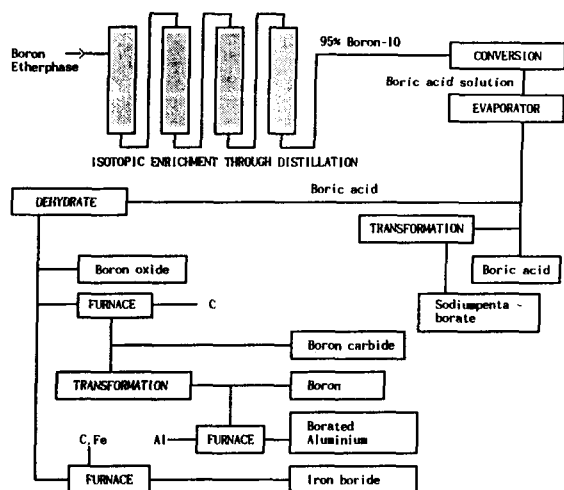 Boron
Etherphase
95% Boron-10
CONVERSION
Boric acid solution
EVAPORATOR
ISOTOPIC ENRICHMENT THROUGH DISTILLATION
Boric acid
DEHYDRATE
TRANSFORMATION
Boric acid
Boron oxide
FURNACE
C
Sodiumpenta -
borate
Boron carbide
TRANSFORMATION
Boron
C,Fe
Al
FURNACE
Borated
Aluminium
FURNACE
Iron boride